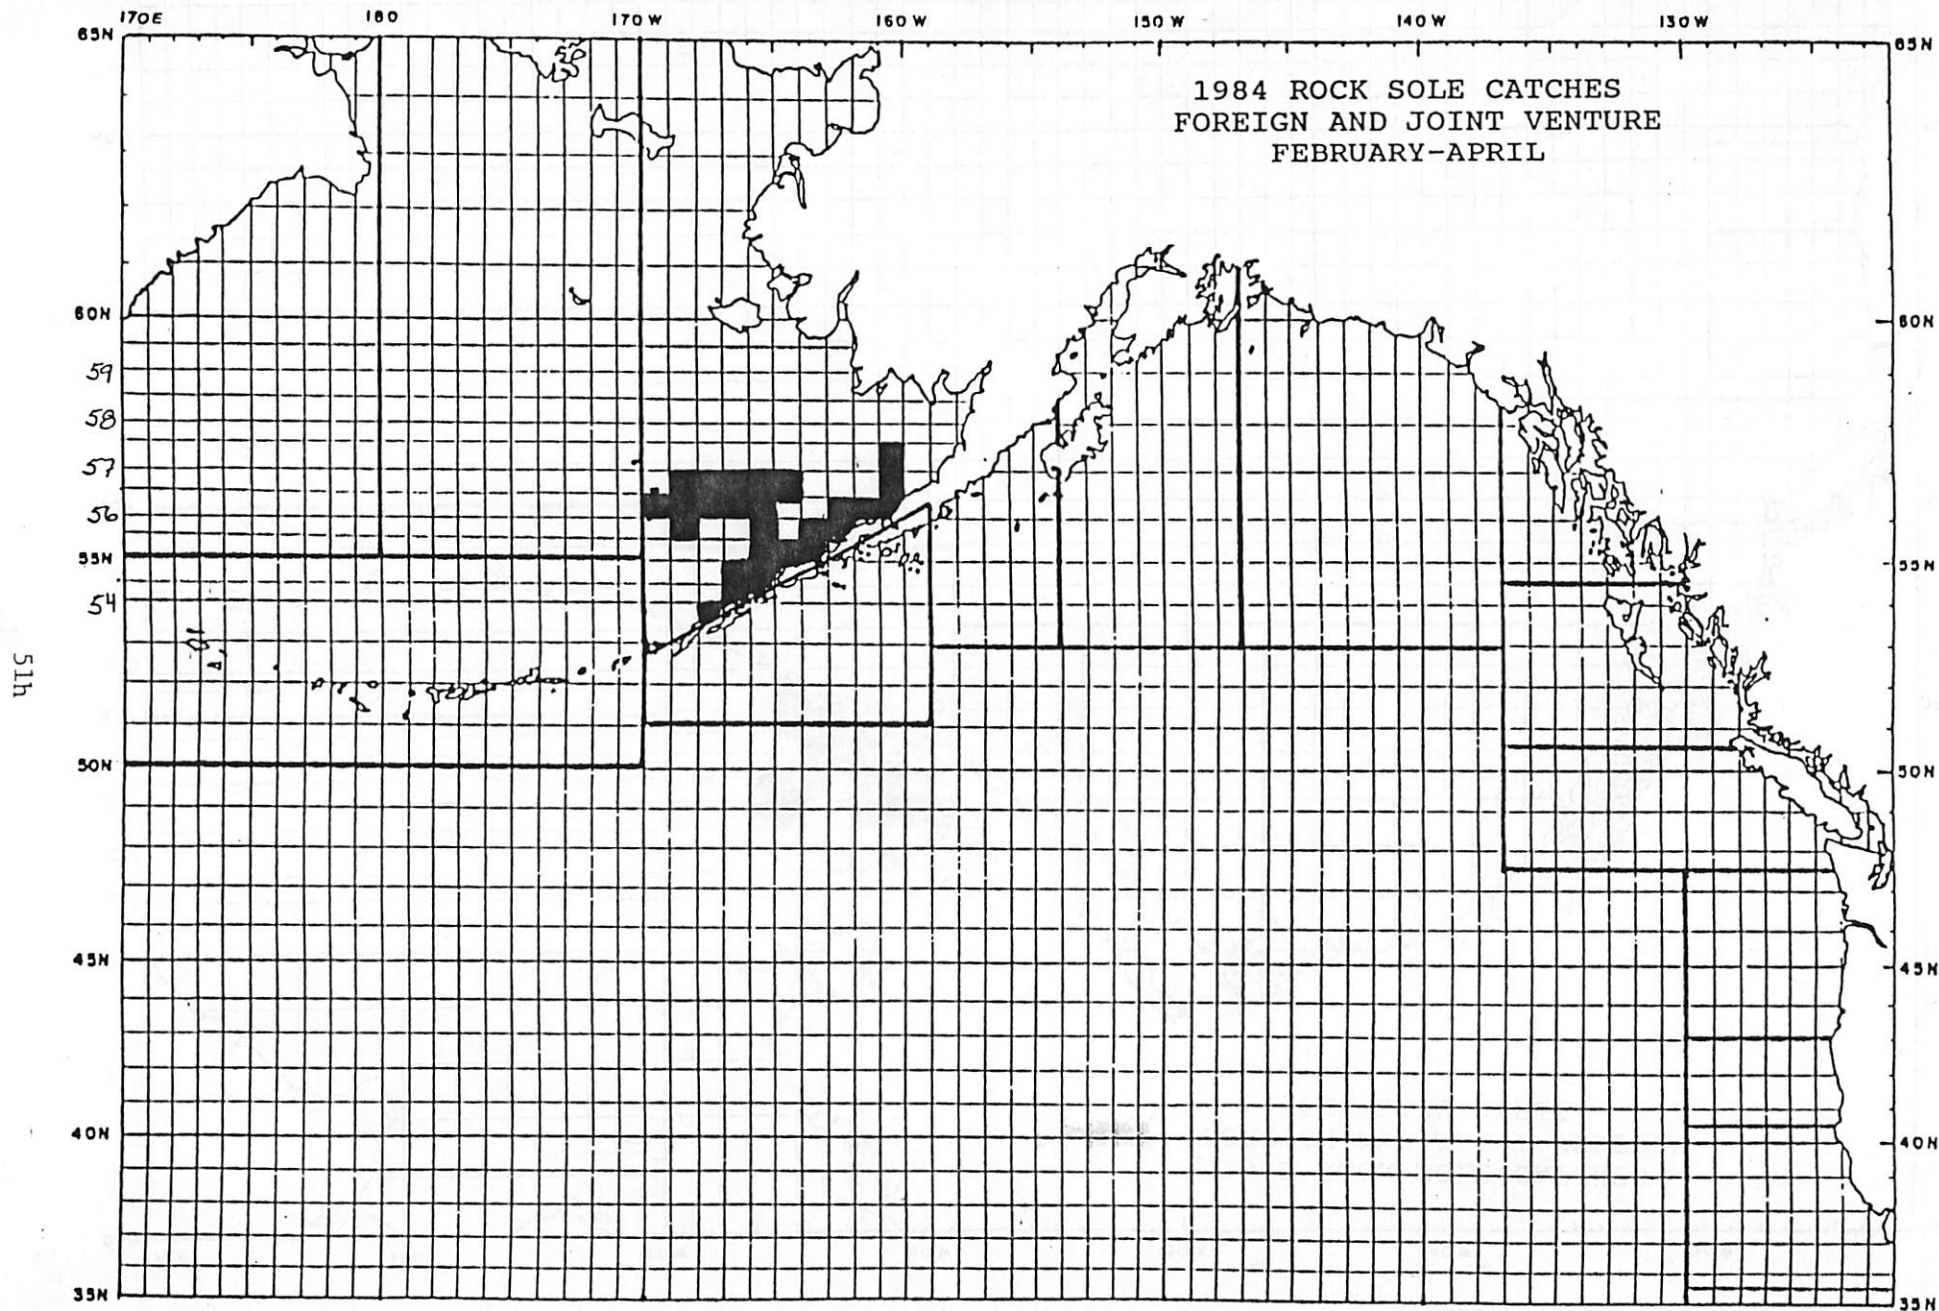 170E 180 170W 160W 150W 140W 130W
65N 65N
1984 ROCK SOLE CATCHES
FOREIGN AND JOINT VENTURE
FEBRUARY-APRIL
60N 60N
59
58
57
56
55N 55N
54
51h
50N 50N
45N 45N
40N 40N
35N 35N